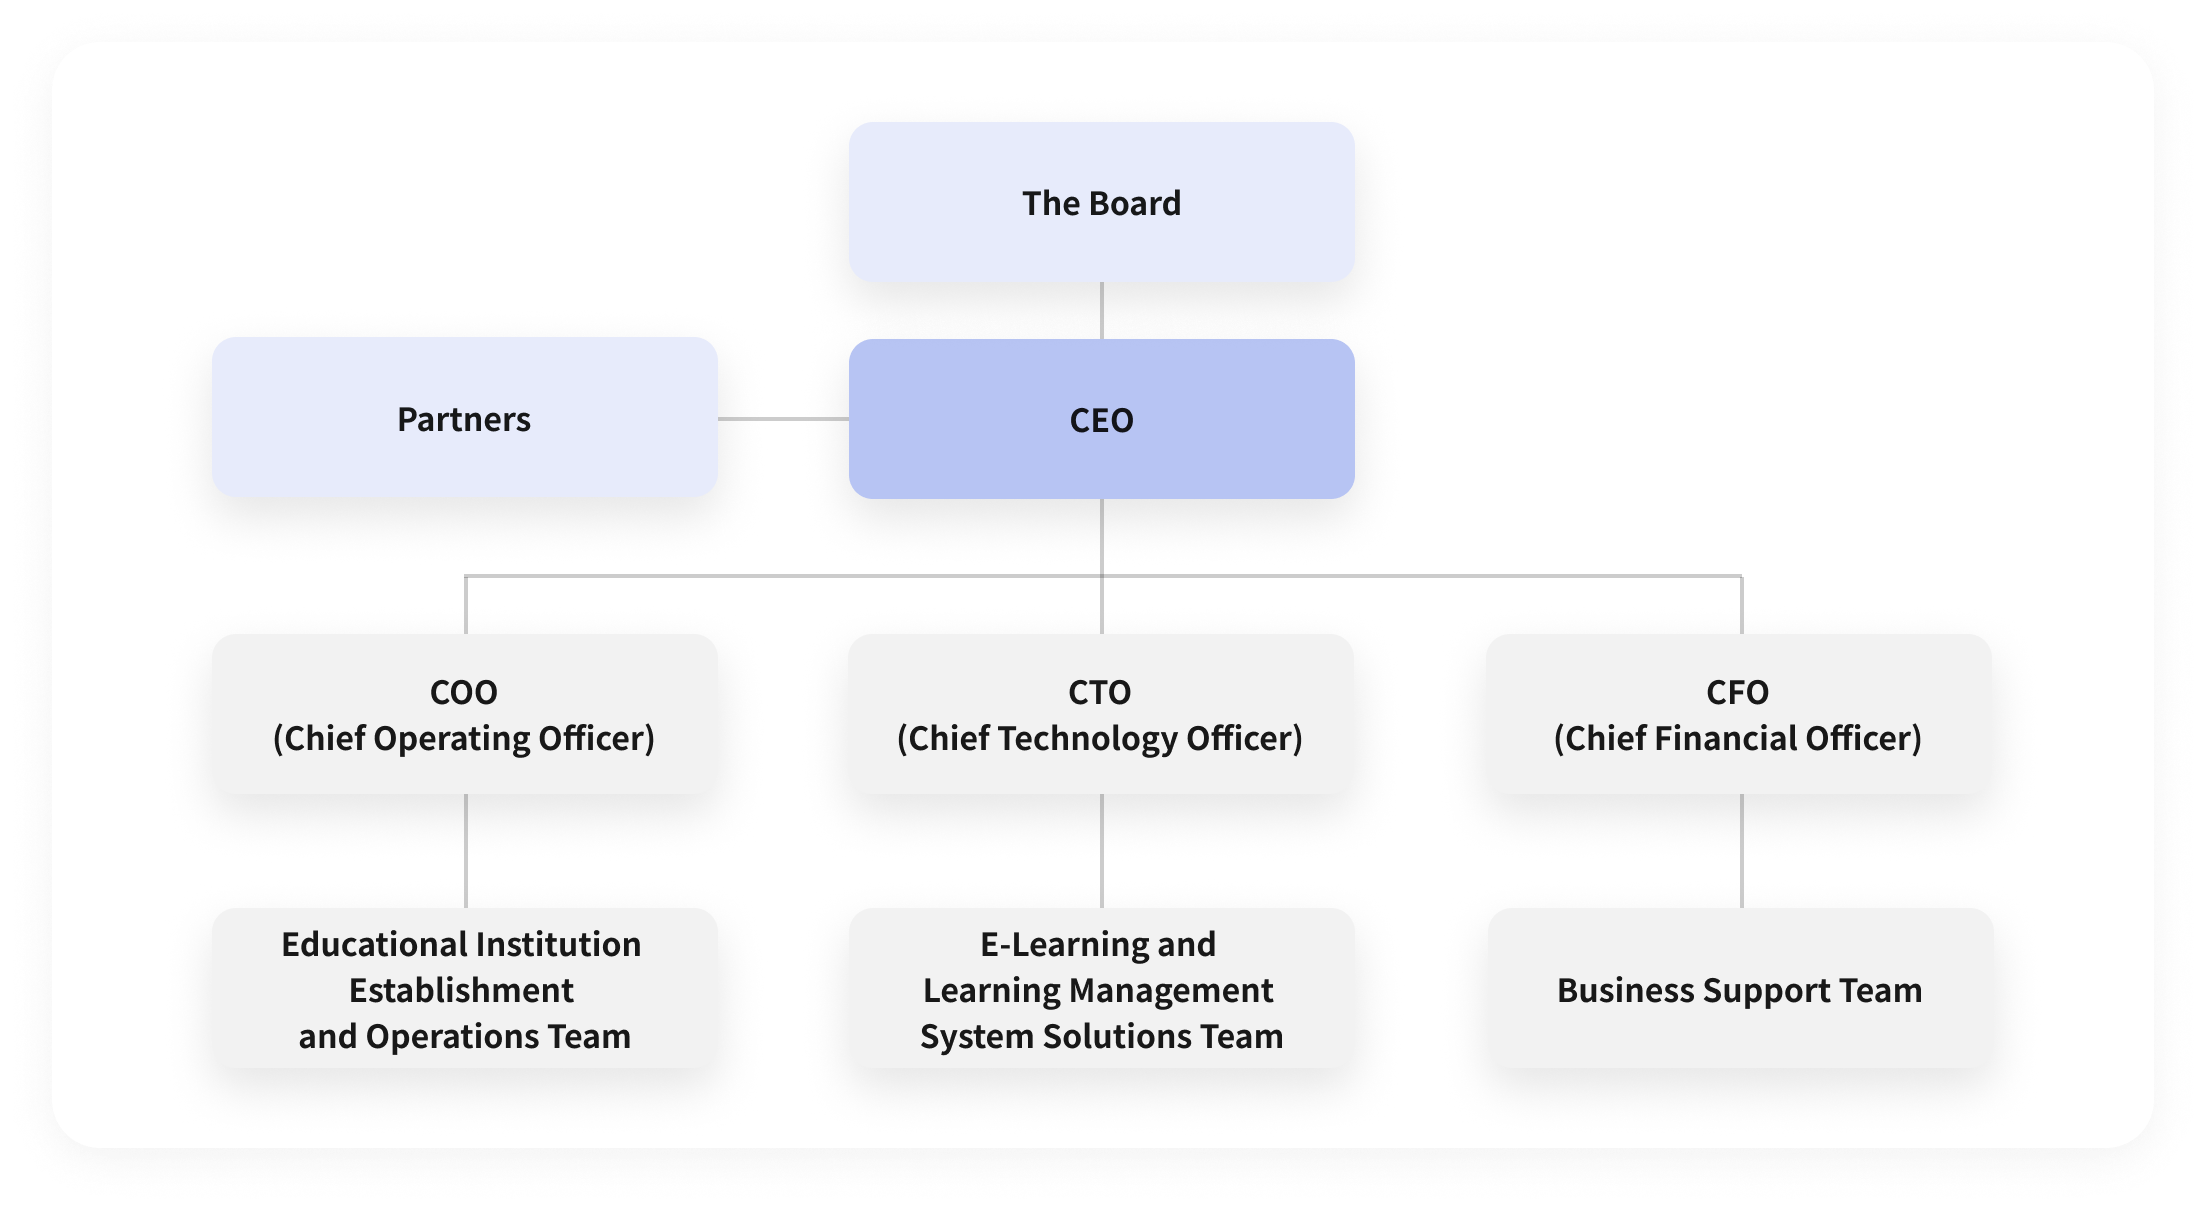 The Board
Partners
CEO
COO
(Chief Operating Officer)
CTO
(Chief Technology Officer)
CFO
(Chief Financial Officer)
Educational Institution
Establishment
and Operations Team
E-Learning and
Learning Management
System Solutions Team
Business Support Team